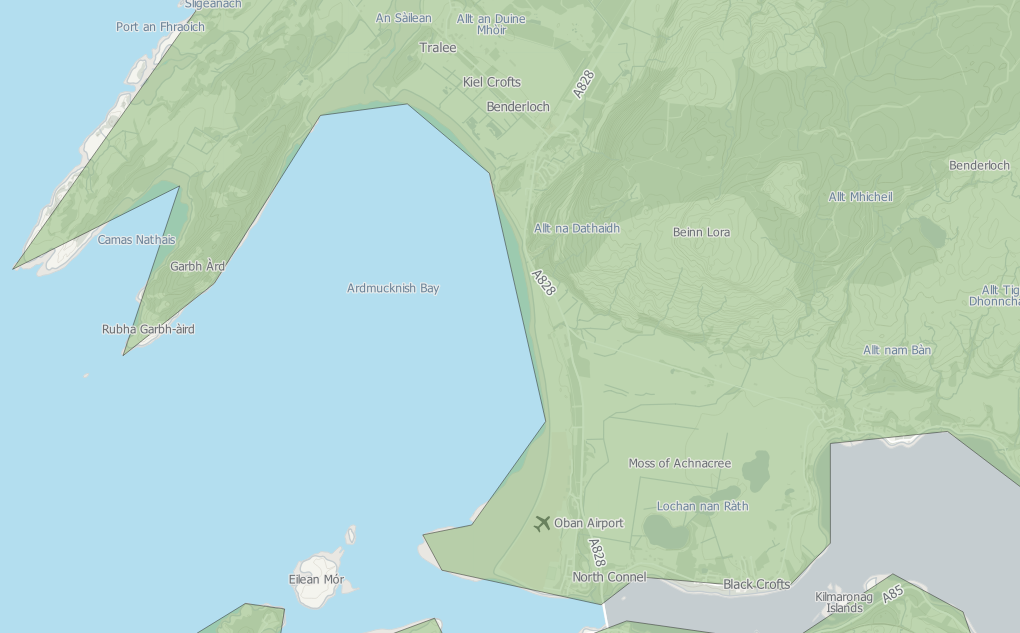 Sligeanach
Port an Fhraoich
An Sàilean
Allt an Duine
Mhòir
Tralee
Kiel Crofts
A828
Benderloch
Benderloch
Allt Mhicheil
Allt na Dathaidh
Beinn Lora
Camas Nathais
Garbh Àrd
A828
Ardmucknish Bay
Allt Tig
Dhonncha
Rubha Garbh-àird
Allt nam Bàn
Moss of Achnacree
Lochan nan Ràth
Oban Airport
A828
Eilean Mór
North Connel
Black Crofts
Kilmaronag
Islands
A85